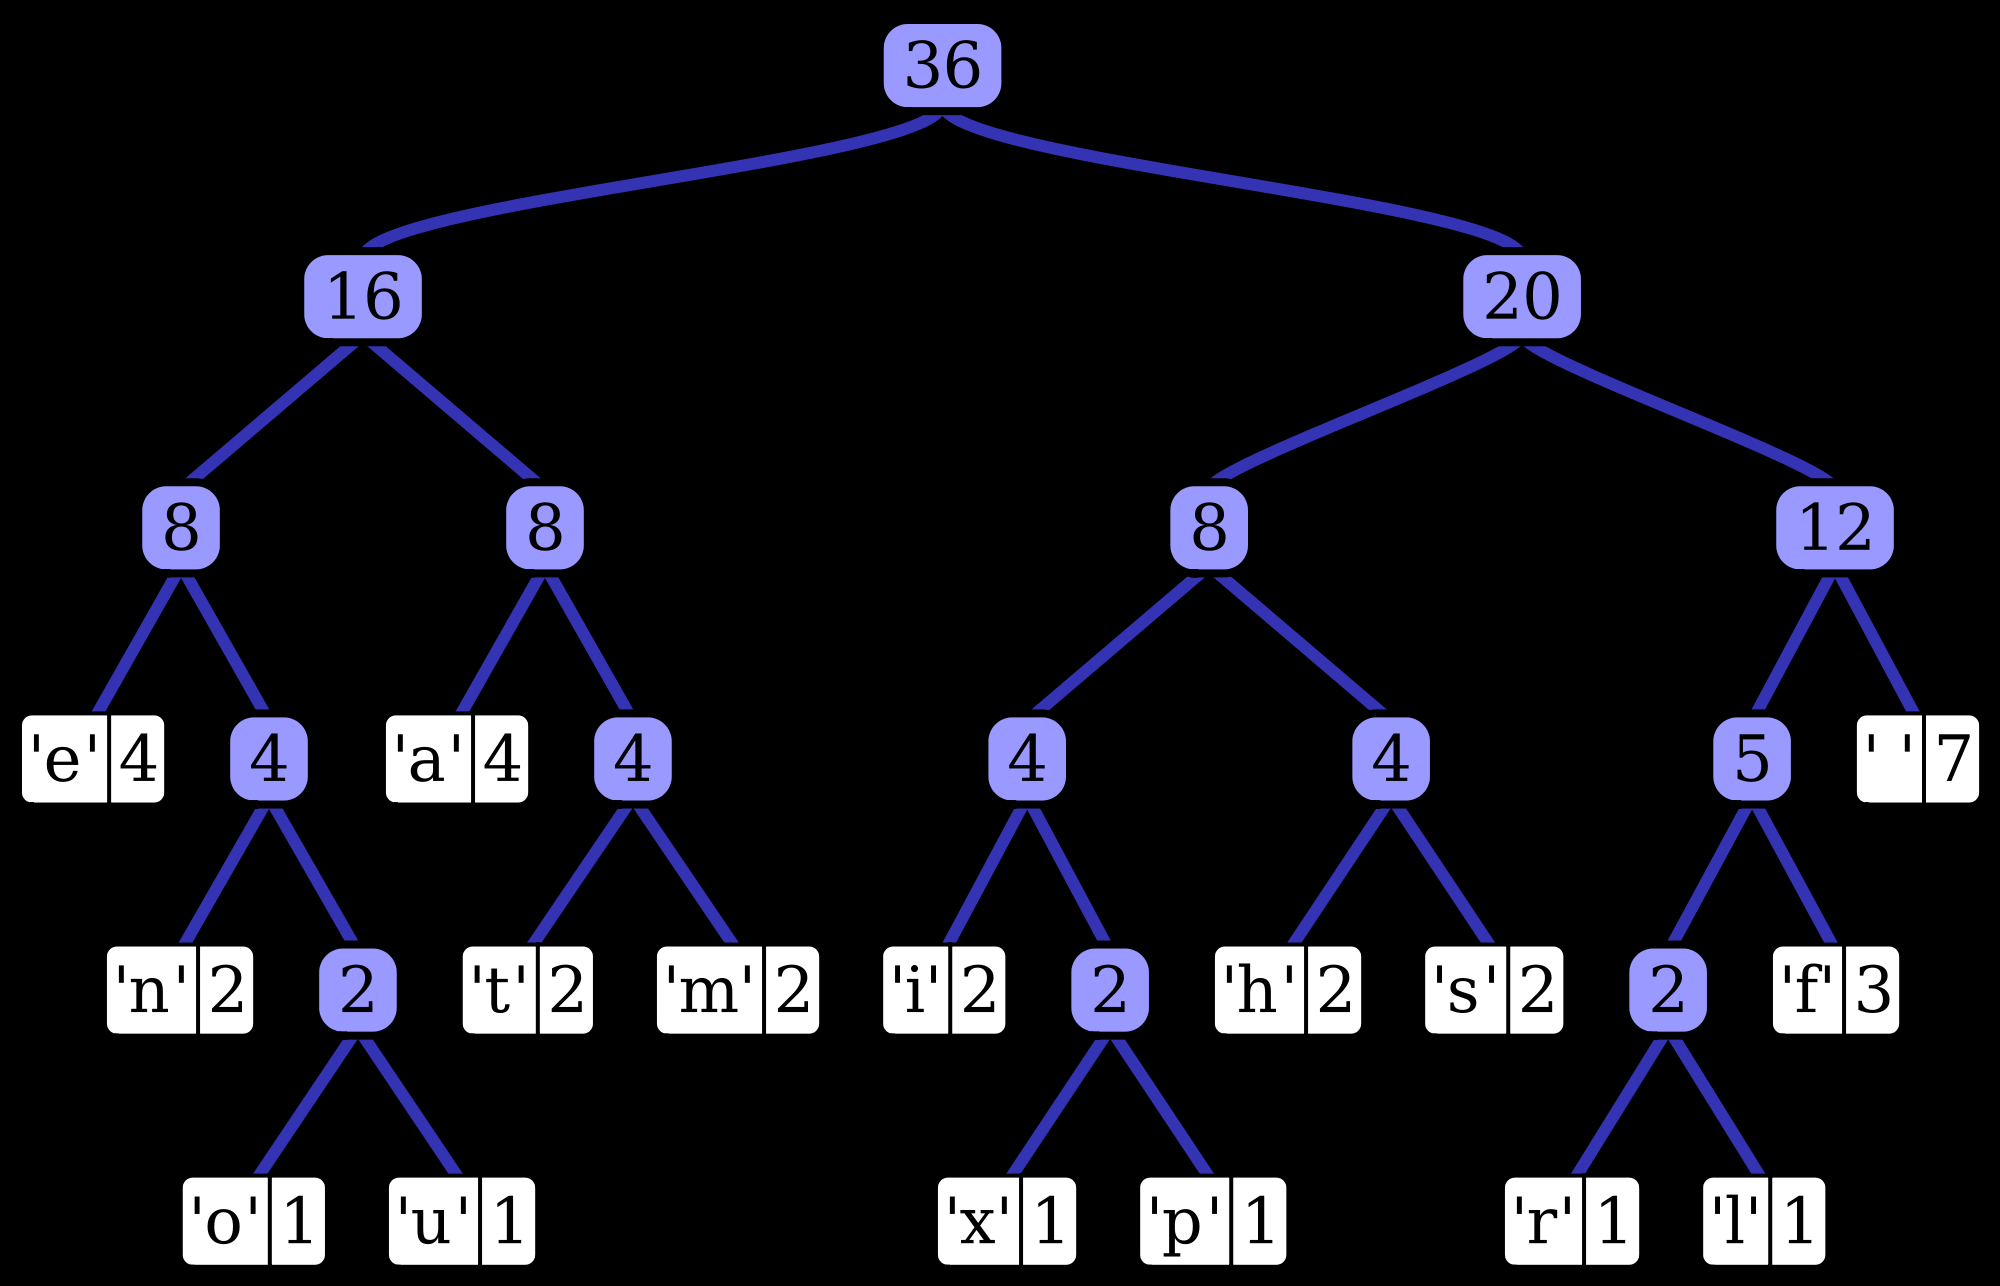 36
16 20
8 8 8 12
'e' 4 4 'a' 4 4 4 4 5 ' ' 7
'n' 2 2 't' 2 'm' 2 'i' 2 2 'h' 2 's' 2 2 'f' 3
'o' 1 'u' 1 'x' 1 'p' 1 'r' 1 'l' 1